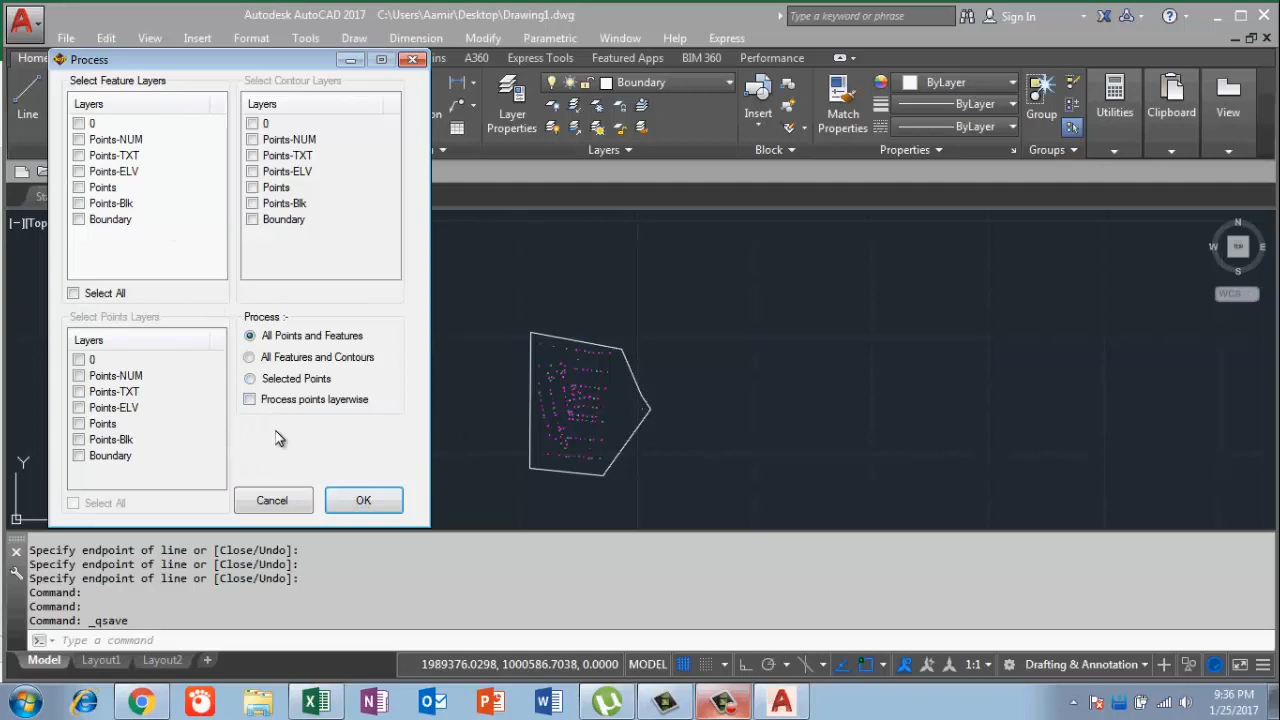 Autodesk AutoCAD 2017 C:\Users\Aamir\Desktop\Drawing1.dwg
Type a keyword or phrase
Sign In
File Edit View Insert Format Tools Draw Dimension Modify Parametric Window Help Express
Process
A360 Express Tools Featured Apps BIM 360 Performance
Line
Layer
Properties
Boundary
Layers
Insert
Block
Match
Properties
ByLayer
ByLayer
ByLayer
Properties
Group
Groups
Utilities
Clipboard
View
Select Feature Layers
Layers
0
Points-NUM
Points-TXT
Points-ELV
Points
Points-Blk
Boundary
Select All
Select Contour Layers
Layers
0
Points-NUM
Points-TXT
Points-ELV
Points
Points-Blk
Boundary
Select Points Layers
Layers
0
Points-NUM
Points-TXT
Points-ELV
Points
Points-Blk
Boundary
Select All
Process :-
All Points and Features
All Features and Contours
Selected Points
Process points layerwise
Cancel
OK
[−][Top
N
W
TOP
E
S
WCS
Y
Specify endpoint of line or [Close/Undo]:
Specify endpoint of line or [Close/Undo]:
Specify endpoint of line or [Close/Undo]:
Command:
Command:
Command: _qsave
Type a command
Model Layout1 Layout2 +
1989376.0298, 1000586.7038, 0.0000 MODEL
1:1
Drafting & Annotation
9:36 PM
1/25/2017